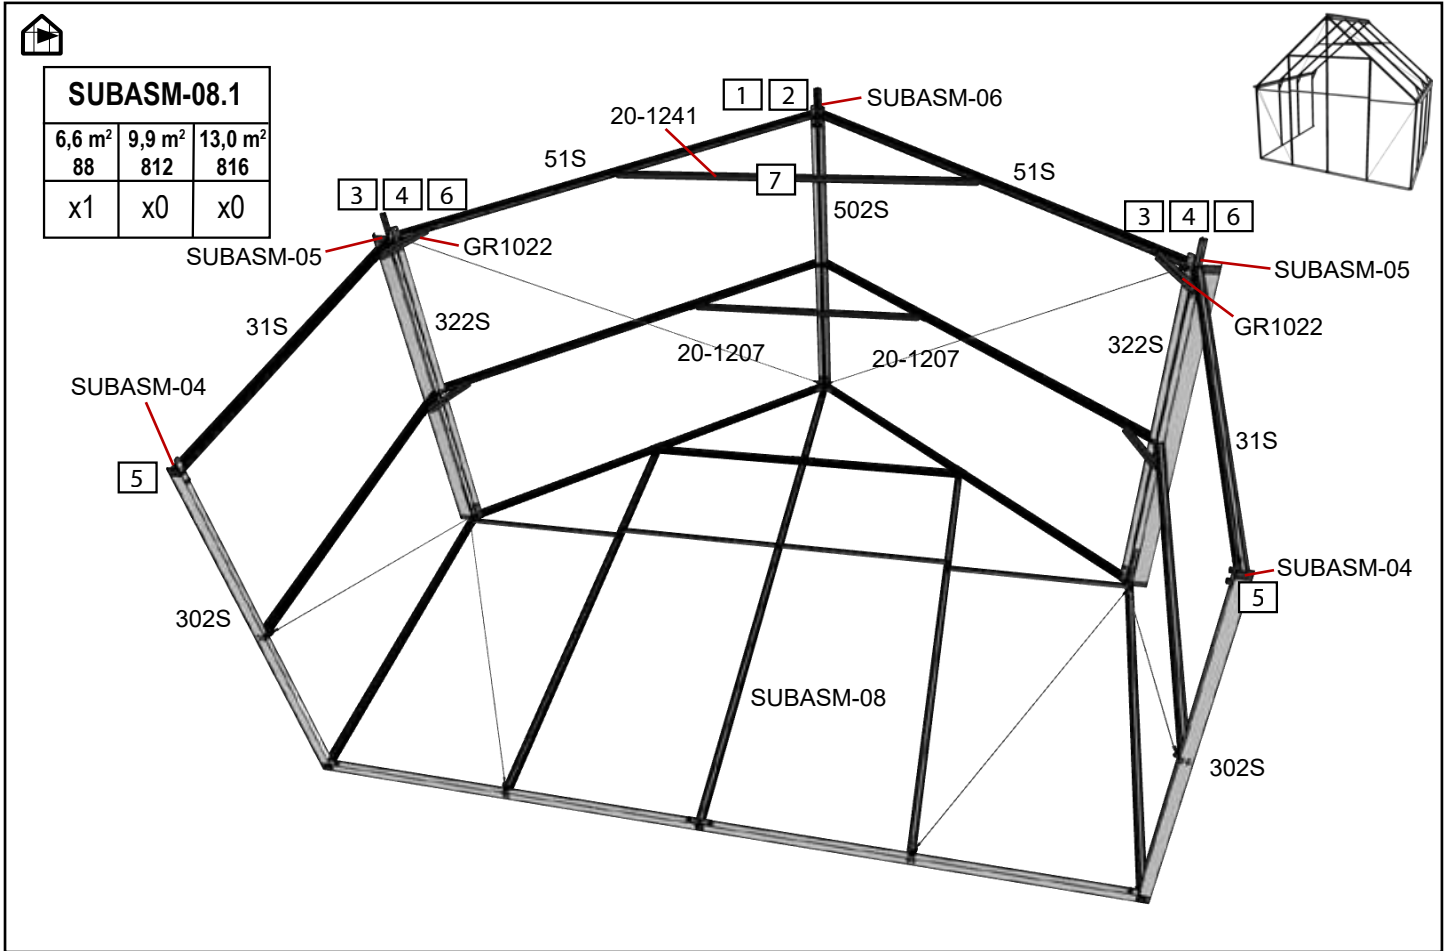 SUBASM-08.1
6,6 m² 9,9 m² 13,0 m²
88 812 816
x1 x0 x0
1 2
SUBASM-06
20-1241
51S
7
51S
3 4 6
502S
3 4 6
SUBASM-05
GR1022
SUBASM-05
31S
322S
GR1022
322S
20-1207
20-1207
SUBASM-04
31S
5
SUBASM-04
5
302S
SUBASM-08
302S